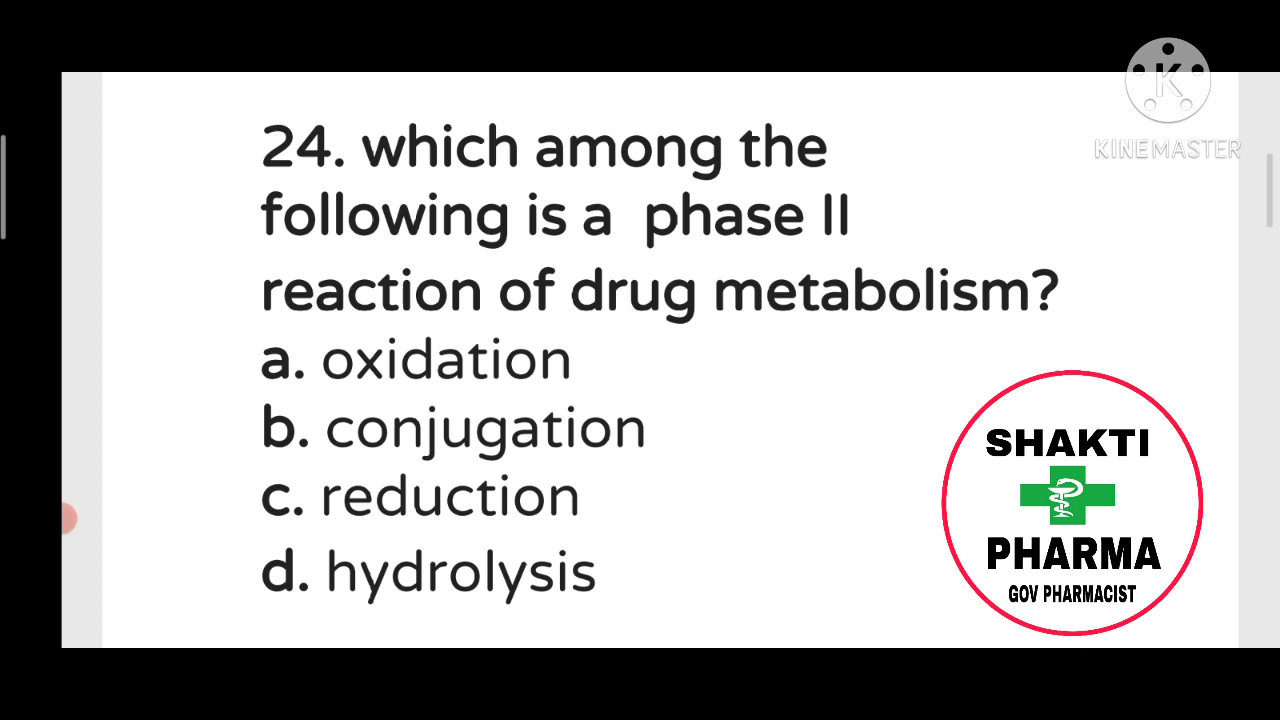 K
KINEMASTER
24. which among the
following is a phase II
reaction of drug metabolism?
a. oxidation
b. conjugation
c. reduction
d. hydrolysis
SHAKTI
PHARMA
GOV PHARMACIST